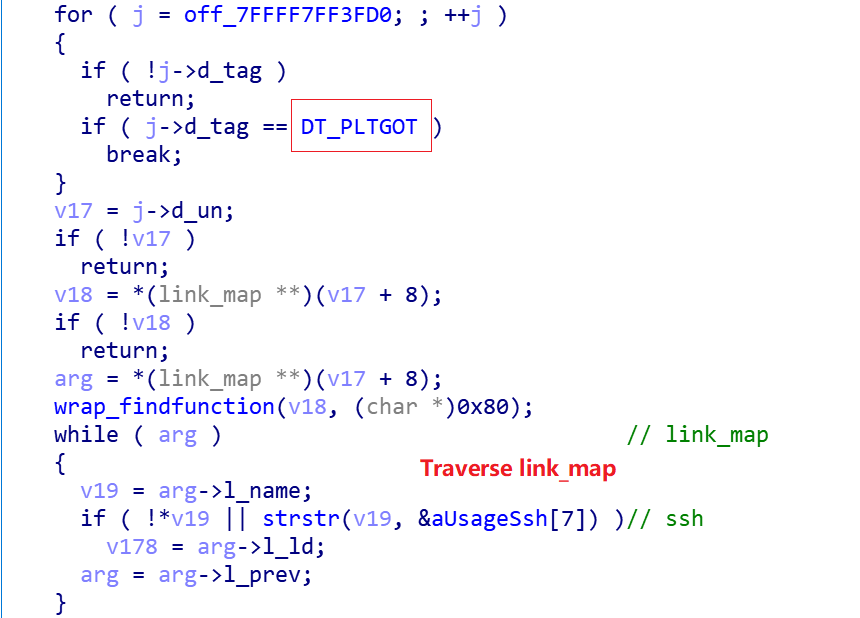 for ( j = off_7FFFF7FF3FD0; ; ++j )
{
if ( !j->d_tag )
return;
if ( j->d_tag == DT_PLTGOT )
break;
}
v17 = j->d_un;
if ( !v17 )
return;
v18 = *(link_map **)(v17 + 8);
if ( !v18 )
return;
arg = *(link_map **)(v17 + 8);
wrap_findfunction(v18, (char *)0x80);
while ( arg ) // link_map
{ Traverse link_map
v19 = arg->l_name;
if ( !*v19 || strstr(v19, &aUsageSsh[7]) )// ssh
v178 = arg->l_ld;
arg = arg->l_prev;
}